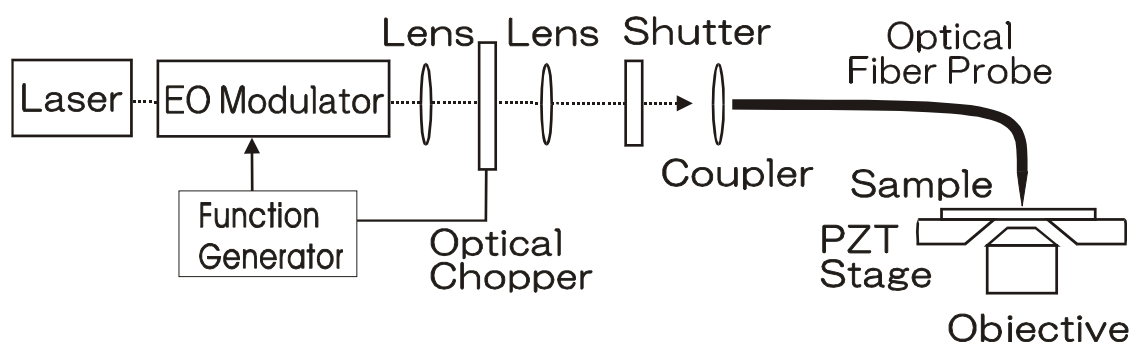 Laser
EO Modulator
Lens
Lens
Shutter
Optical
Fiber Probe
Coupler
Sample
Function
Generator
Optical
Chopper
PZT
Stage
Objective